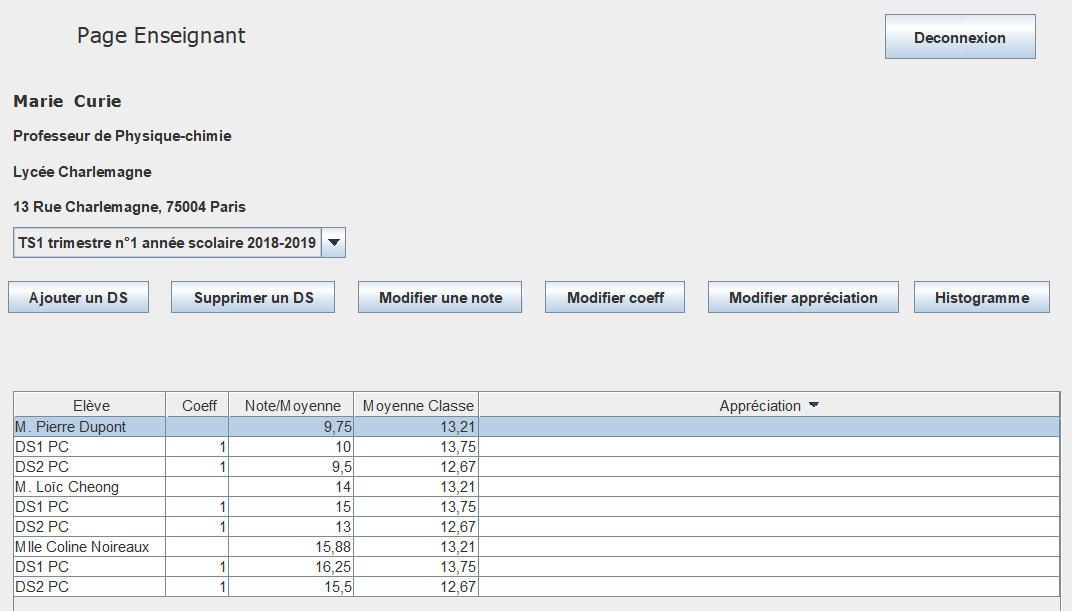 Page Enseignant
Deconnexion
Marie Curie
Professeur de Physique-chimie
Lycée Charlemagne
13 Rue Charlemagne, 75004 Paris
TS1 trimestre n°1 année scolaire 2018-2019
Ajouter un DS Supprimer un DS Modifier une note Modifier coeff Modifier appréciation Histogramme
Elève Coeff Note/Moyenne Moyenne Classe Appréciation
M. Pierre Dupont 9,75 13,21
DS1 PC 1 10 13,75
DS2 PC 1 9,5 12,67
M. Loïc Cheong 14 13,21
DS1 PC 1 15 13,75
DS2 PC 1 13 12,67
Mlle Coline Noireaux 15,88 13,21
DS1 PC 1 16,25 13,75
DS2 PC 1 15,5 12,67